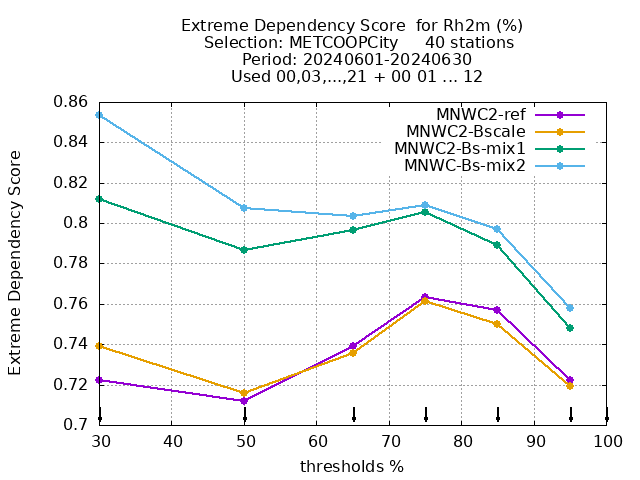 Extreme Dependency Score  for Rh2m (%)
Selection: METCOOPCity     40 stations
Period: 20240601-20240630
Used 00,03,...,21 + 00 01 ... 12
Extreme Dependency Score
0.86
0.84
0.82
0.8
0.78
0.76
0.74
0.72
0.7
MNWC2-ref
MNWC2-Bscale
MNWC2-Bs-mix1
MNWC-Bs-mix2
30 40 50 60 70 80 90 100
thresholds %